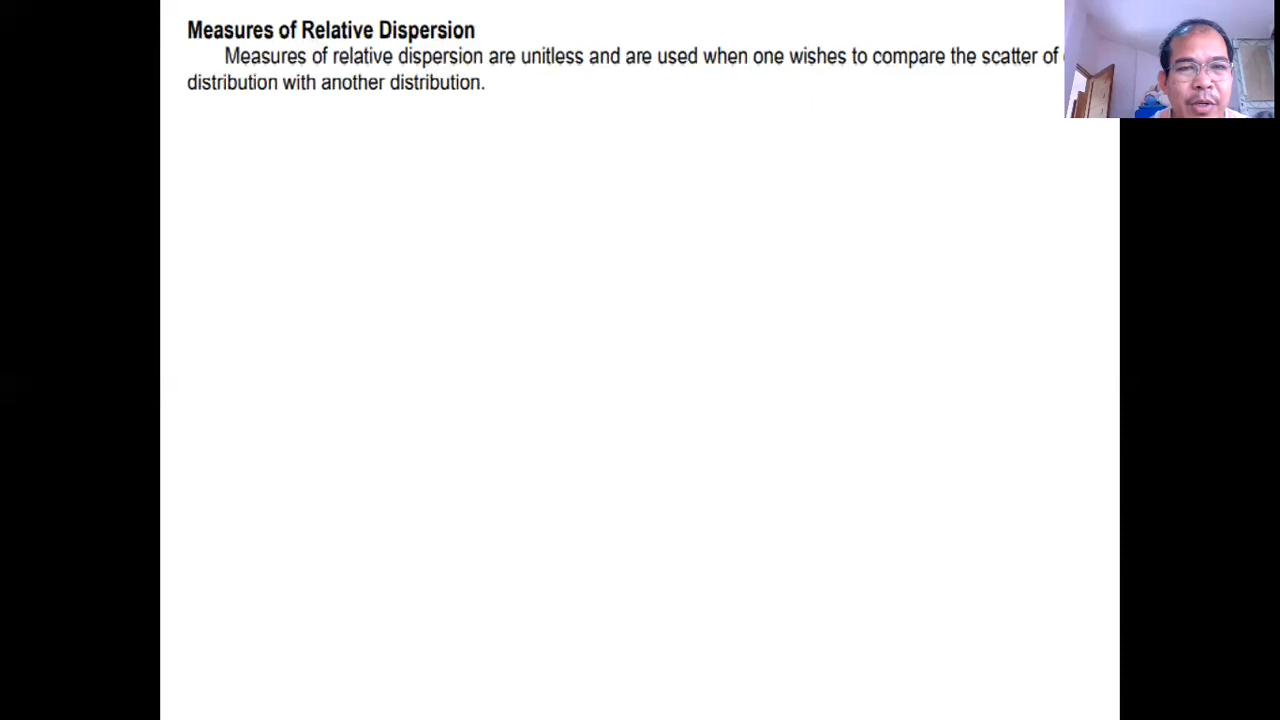 Measures of Relative Dispersion
Measures of relative dispersion are unitless and are used when one wishes to compare the scatter of
distribution with another distribution.